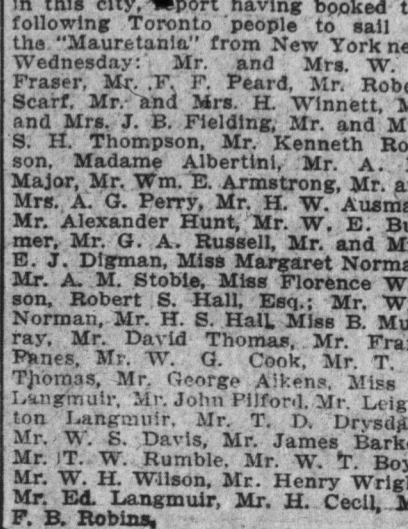 in this city, report having booked t
following Toronto people to sail
the "Mauretania" from New York ne
Wednesday: Mr. and Mrs. W.
Fraser, Mr. F. F. Peard, Mr. Robe
Scarf, Mr. and Mrs. H. Winnett, M
and Mrs. J. B. Fielding, Mr. and M
S. H. Thompson, Mr. Kenneth Ro
son, Madame Albertini, Mr. A.
Major, Mr. Wm. E. Armstrong, Mr. a
Mrs. A. G. Perry, Mr. H. W. Ausma
Mr. Alexander Hunt, Mr. W. E. Bu
mer, Mr. G. A. Russell, Mr. and M
E. J. Digman, Miss Margaret Norma
Mr. A. M. Stobie, Miss Florence W
son, Robert S. Hall, Esq.; Mr. W
Norman, Mr. H. S. Hall, Miss B. Mu
ray, Mr. David Thomas, Mr. Fra
Panes, Mr. W. G. Cook, Mr. T.
Thomas, Mr. George Aikens, Miss
Langmuir, Mr. John Pilford, Mr. Leig
ton Langmuir, Mr. T. D. Drysda
Mr. W. S. Davis, Mr. James Bark
Mr. T. W. Rumble, Mr. W. T. Boy
Mr. W. H. Wilson, Mr. Henry Wrig
Mr. Ed. Langmuir, Mr. H. Cecil, M
F. B. Robins,